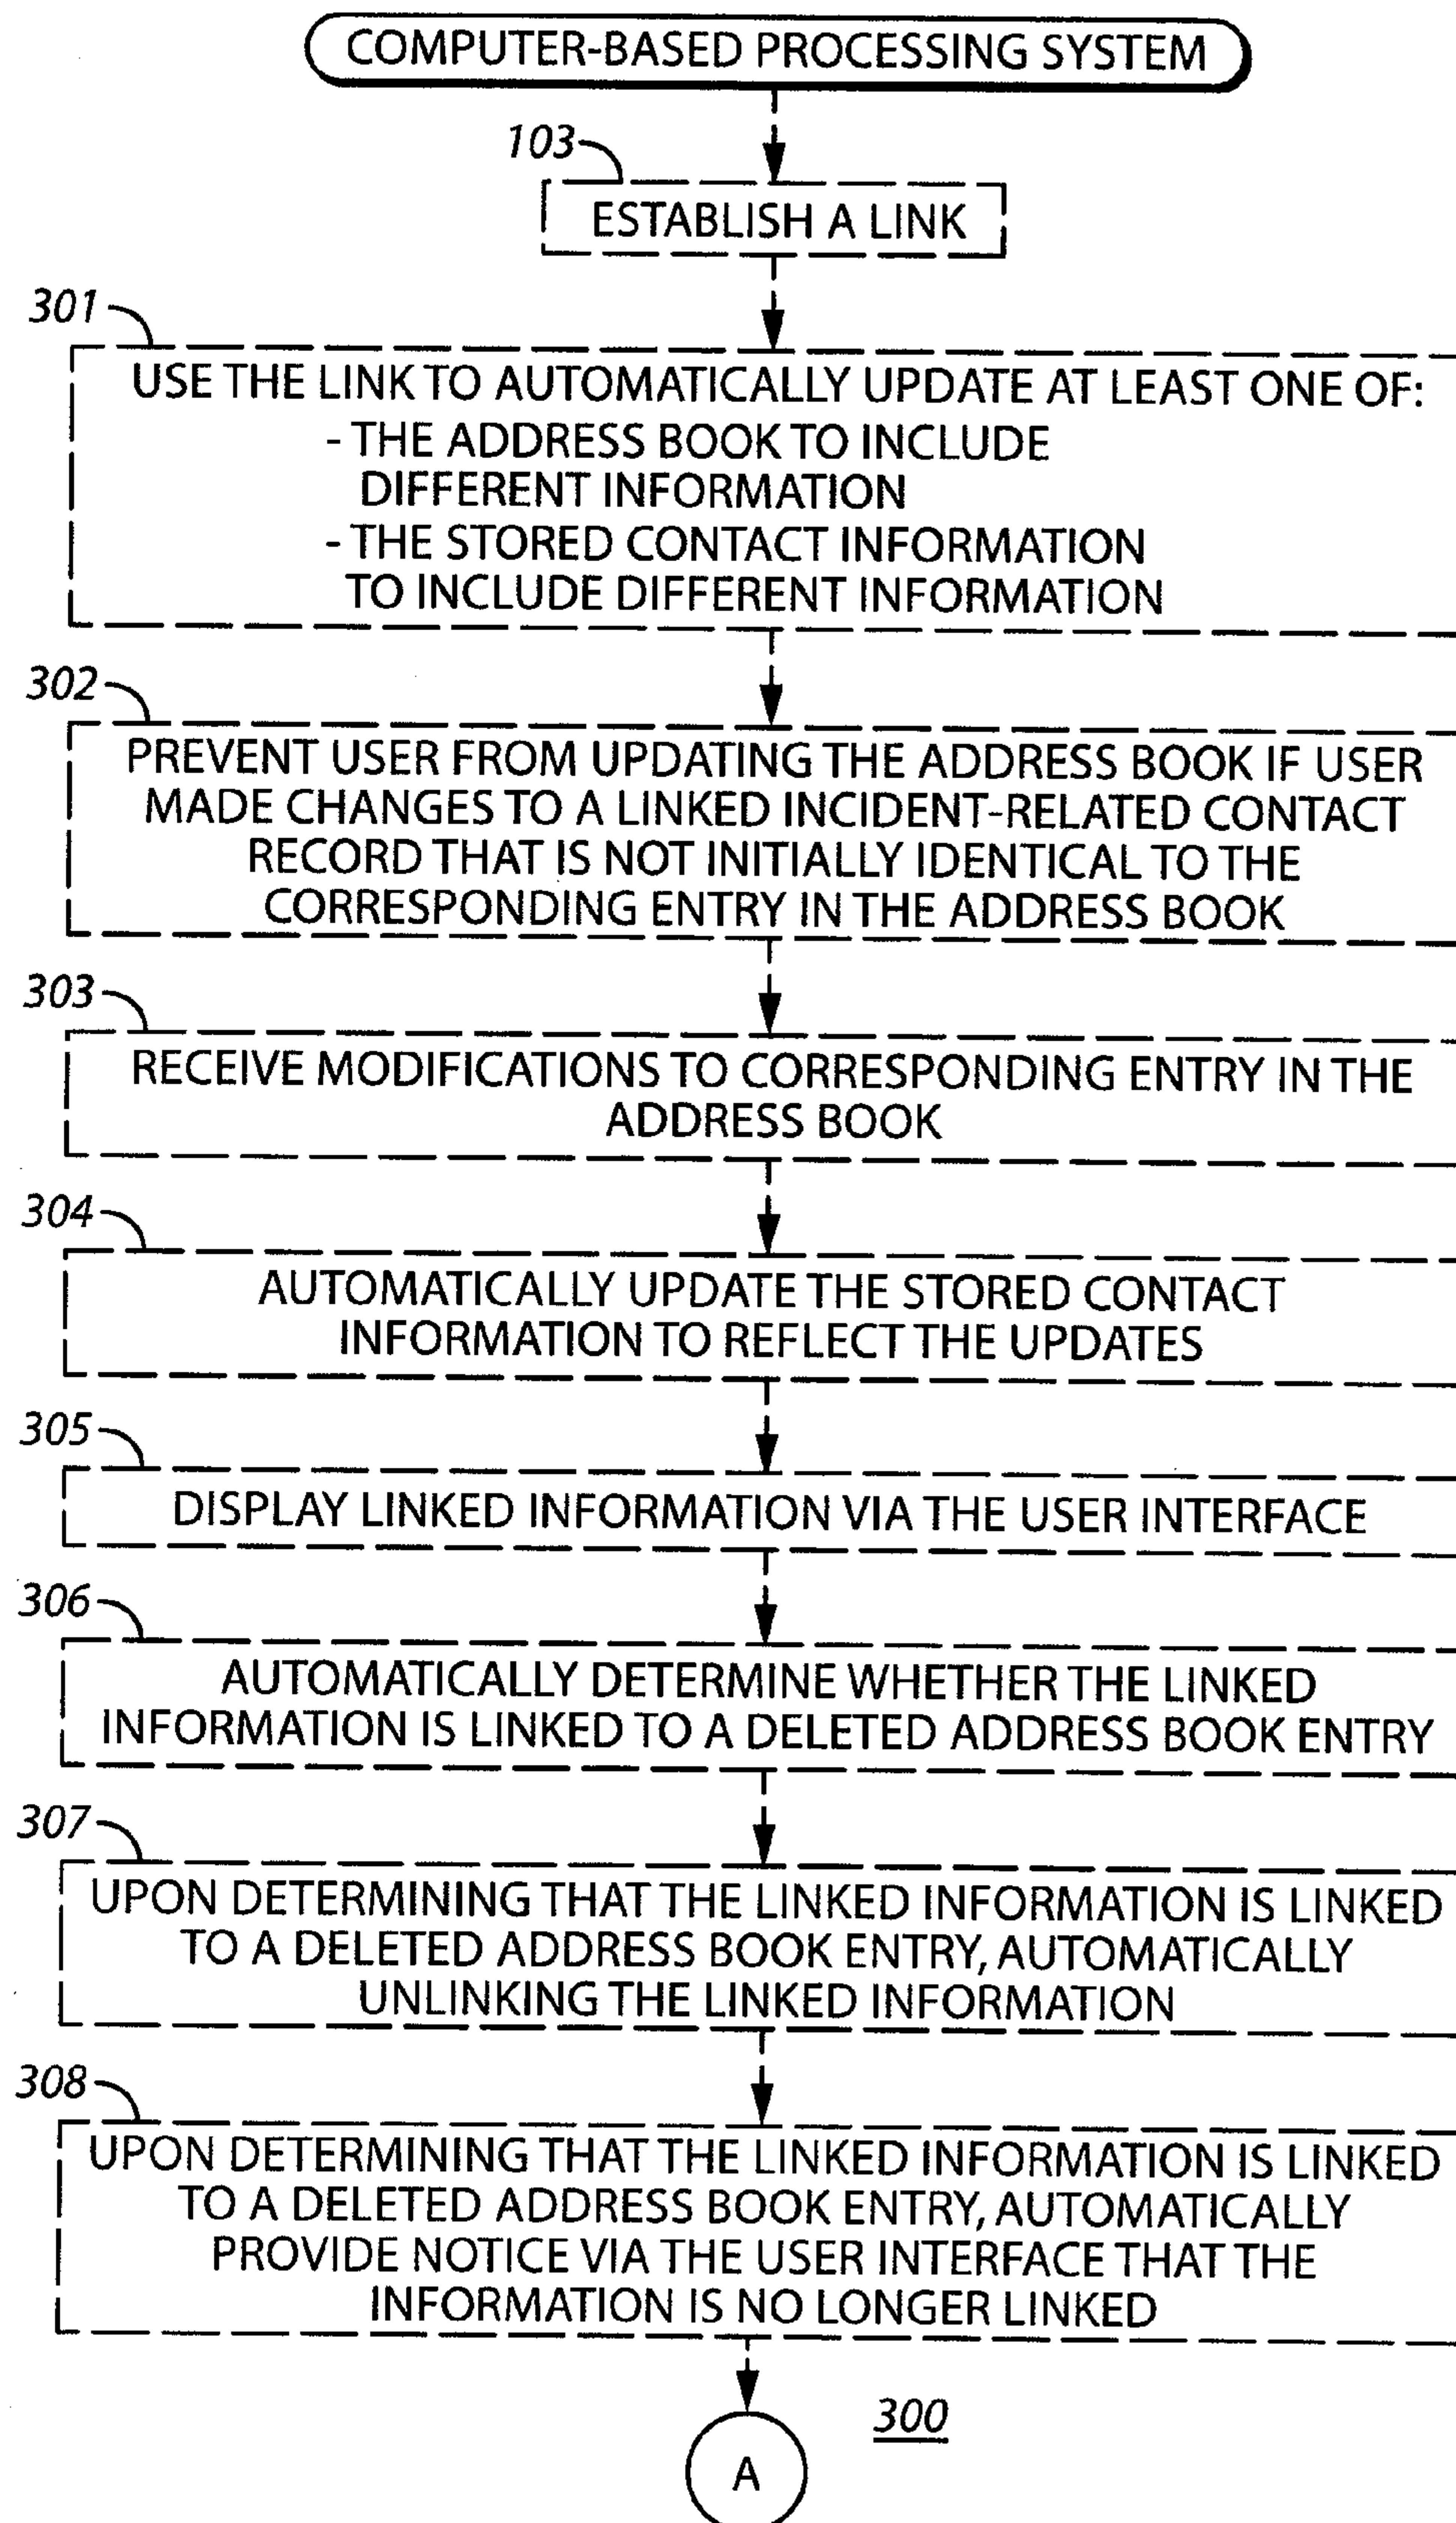 COMPUTER-BASED PROCESSING SYSTEM
103
ESTABLISH A LINK
301
USE THE LINK TO AUTOMATICALLY UPDATE AT LEAST ONE OF:
- THE ADDRESS BOOK TO INCLUDE
DIFFERENT INFORMATION
- THE STORED CONTACT INFORMATION
TO INCLUDE DIFFERENT INFORMATION
302
PREVENT USER FROM UPDATING THE ADDRESS BOOK IF USER
MADE CHANGES TO A LINKED INCIDENT-RELATED CONTACT
RECORD THAT IS NOT INITIALLY IDENTICAL TO THE
CORRESPONDING ENTRY IN THE ADDRESS BOOK
303
RECEIVE MODIFICATIONS TO CORRESPONDING ENTRY IN THE
ADDRESS BOOK
304
AUTOMATICALLY UPDATE THE STORED CONTACT
INFORMATION TO REFLECT THE UPDATES
305
DISPLAY LINKED INFORMATION VIA THE USER INTERFACE
306
AUTOMATICALLY DETERMINE WHETHER THE LINKED
INFORMATION IS LINKED TO A DELETED ADDRESS BOOK ENTRY
307
UPON DETERMINING THAT THE LINKED INFORMATION IS LINKED
TO A DELETED ADDRESS BOOK ENTRY, AUTOMATICALLY
UNLINKING THE LINKED INFORMATION
308
UPON DETERMINING THAT THE LINKED INFORMATION IS LINKED
TO A DELETED ADDRESS BOOK ENTRY, AUTOMATICALLY
PROVIDE NOTICE VIA THE USER INTERFACE THAT THE
INFORMATION IS NO LONGER LINKED
300
A